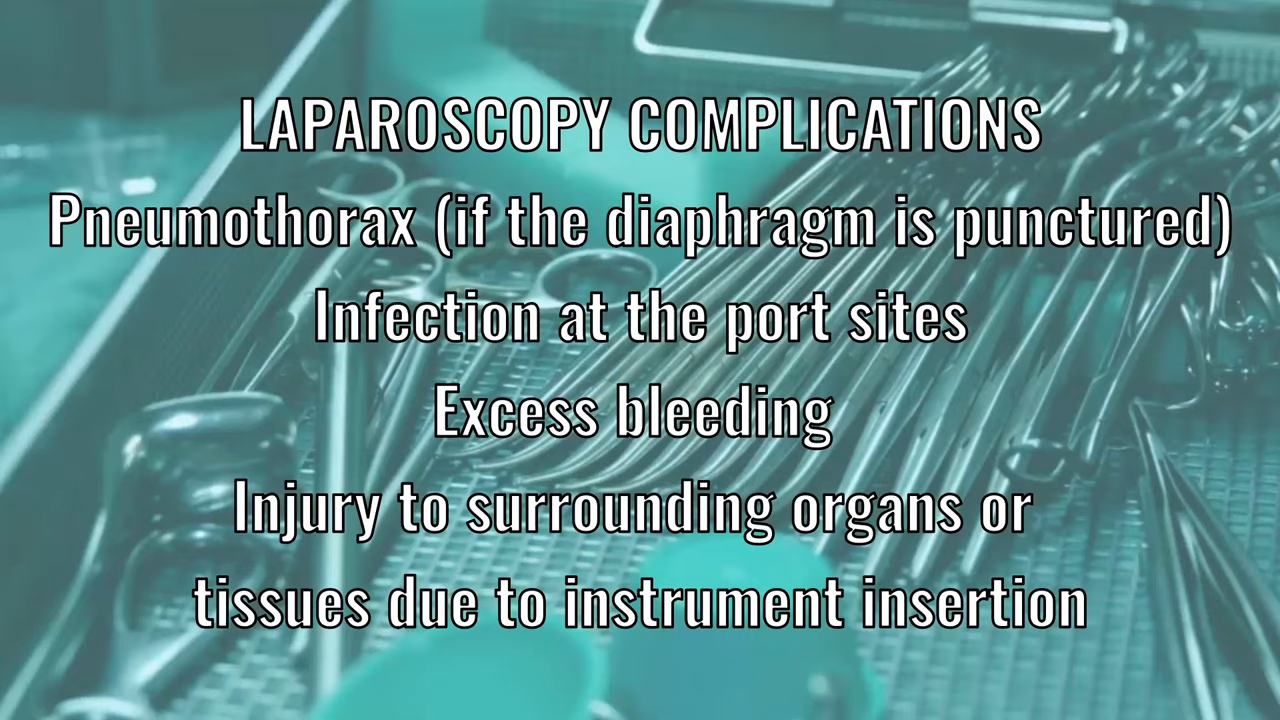 LAPAROSCOPY COMPLICATIONS
Pneumothorax (if the diaphragm is punctured)
Infection at the port sites
Excess bleeding
Injury to surrounding organs or
tissues due to instrument insertion